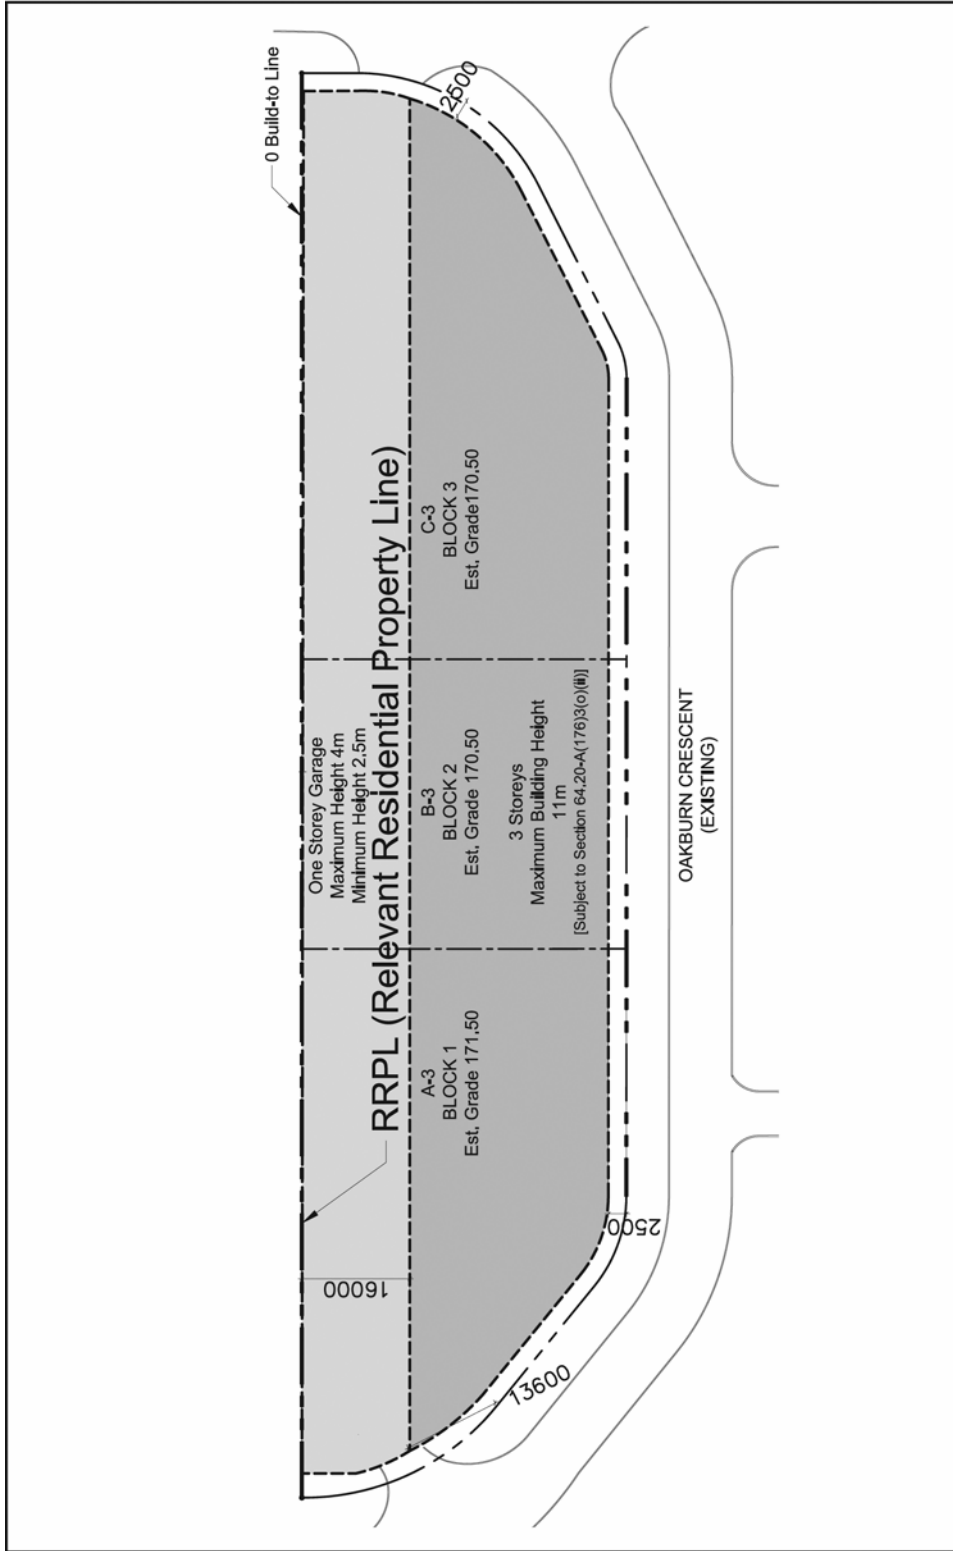 0 Build-to Line
2500
One Storey Garage
Maximum Height 4m
Minimum Height 2.5m
RRPL (Relevant Residential Property Line)
A-3
BLOCK 1
Est. Grade 171.50
B-3
BLOCK 2
Est. Grade 170.50
C-3
BLOCK 3
Est. Grade170.50
3 Storeys
Maximum Building Height
11m
[Subject to Section 64.20-A(176)3(o)(ii)]
16000
13600
2500
OAKBURN CRESCENT
(EXISTING)